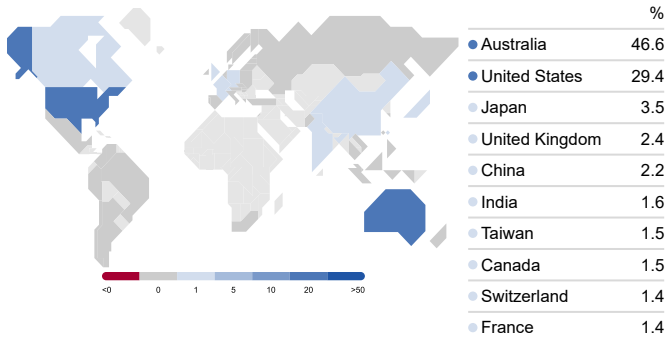 %
Australia 46.6
United States 29.4
Japan 3.5
United Kingdom 2.4
China 2.2
India 1.6
Taiwan 1.5
Canada 1.5
Switzerland 1.4
France 1.4
<0 0 1 5 10 20 >50